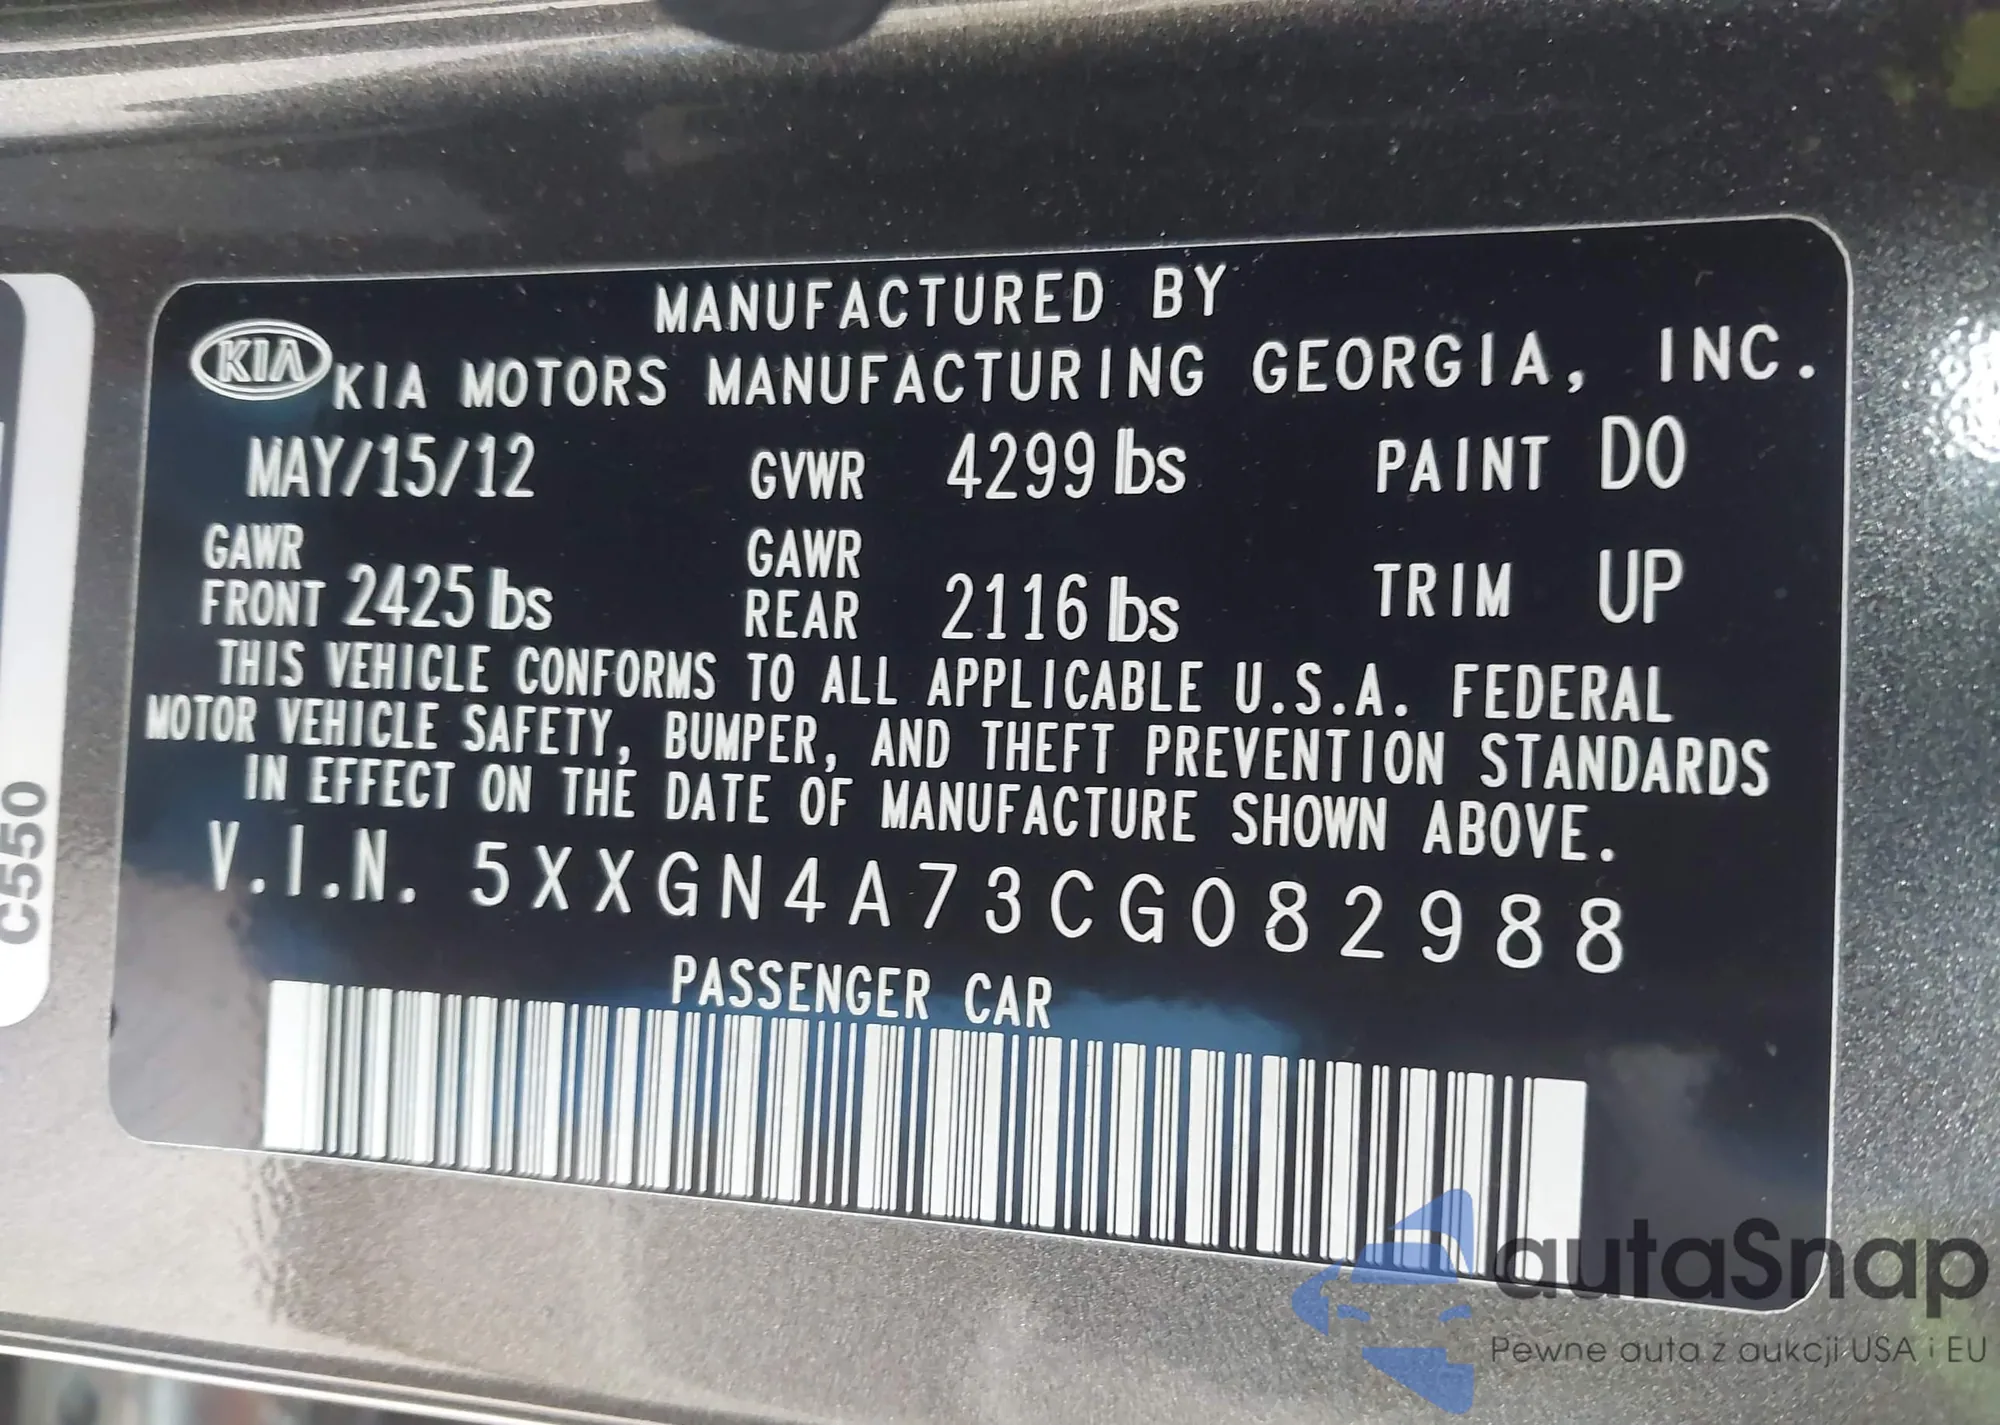 MANUFACTURED BY
KIA KIA MOTORS MANUFACTURING GEORGIA, INC.
MAY/15/12 GVWR 4299 lbs PAINT D0
GAWR FRONT 2425 lbs GAWR REAR 2116 lbs TRIM UP
THIS VEHICLE CONFORMS TO ALL APPLICABLE U.S.A. FEDERAL
MOTOR VEHICLE SAFETY, BUMPER, AND THEFT PREVENTION STANDARDS
IN EFFECT ON THE DATE OF MANUFACTURE SHOWN ABOVE.
V.I.N. 5XXGN4A73CG082988
PASSENGER CAR
C550
autaSnap
Pewne auta z aukcji USA i EU